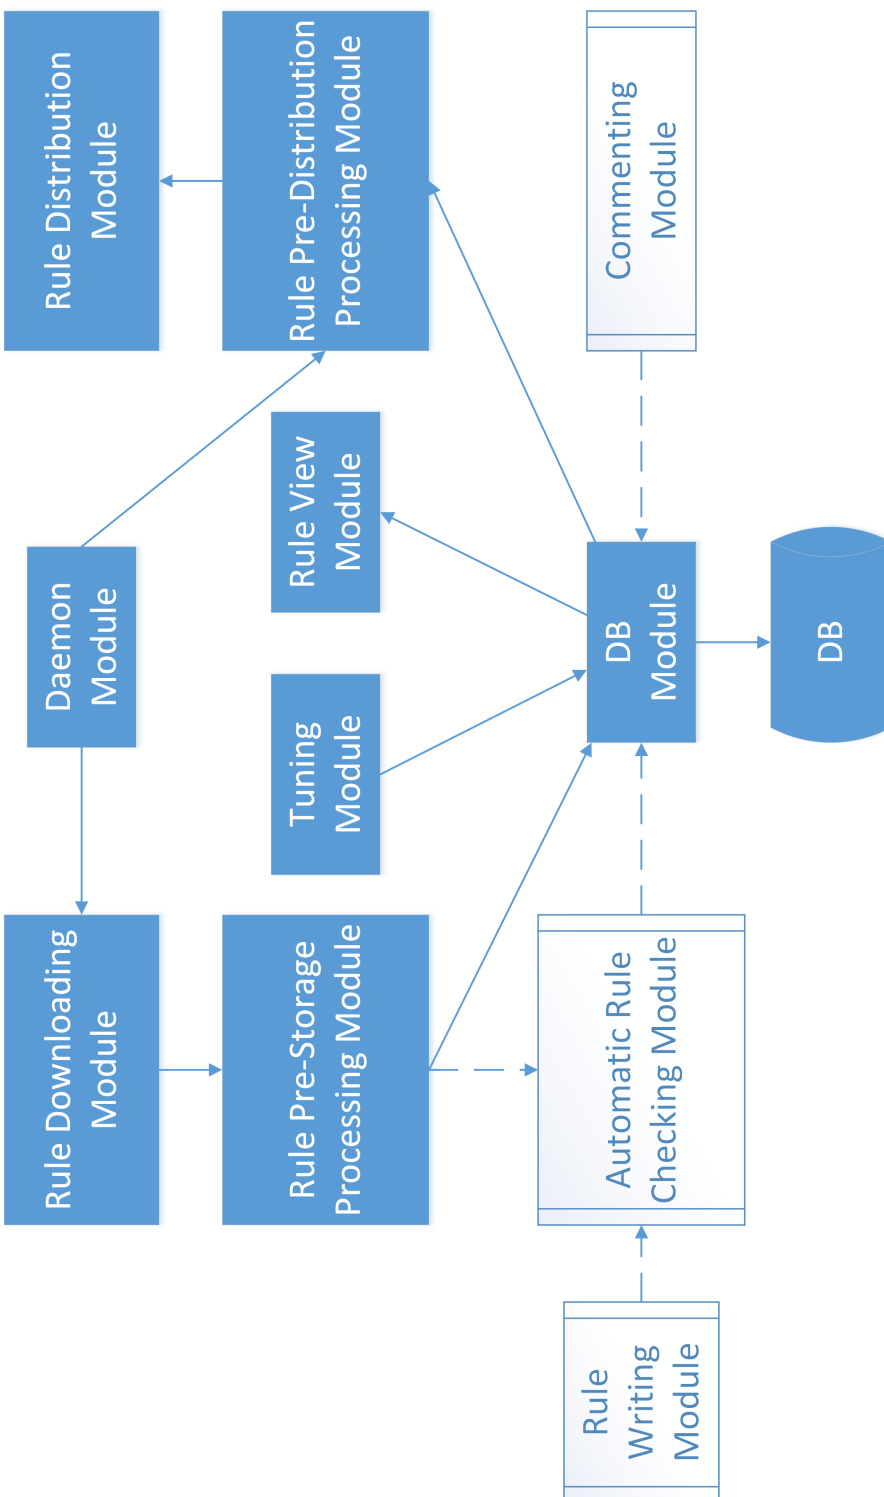 Rule Downloading
Module
Daemon
Module
Rule Distribution
Module
Rule Pre-Storage
Processing Module
Tuning
Module
Rule View
Module
Rule Pre-Distribution
Processing Module
Rule
Writing
Module
Automatic Rule
Checking Module
DB
Module
Commenting
Module
DB